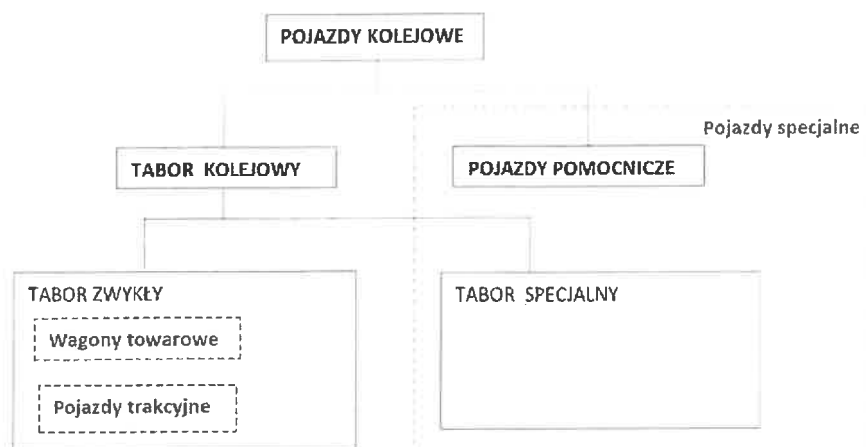 POJAZDY KOLEJOWE
Pojazdy specjalne
TABOR KOLEJOWY
POJAZDY POMOCNICZE
TABOR ZWYKŁY
TABOR SPECJALNY
Wagony towarowe
Pojazdy trakcyjne